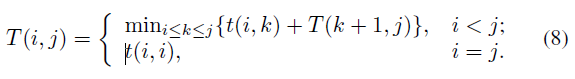 T(i, j) = { min_{i≤k≤j}{t(i, k) + T(k + 1, j)}, i < j;
t(i, i), i = j. (8)